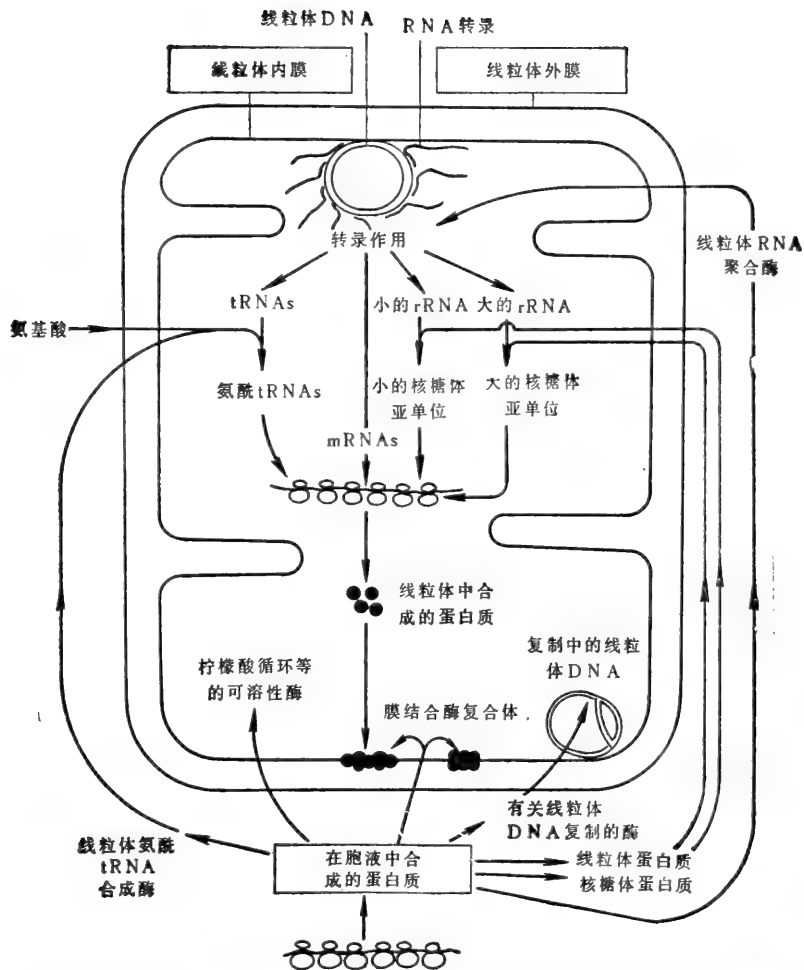 线粒体DNA
RNA转录
线粒体内膜
线粒体外膜
转录作用
线粒体RNA
聚合酶
tRNAs
小的rRNA
大的rRNA
氨基酸
氨酰tRNAs
小的核糖体
亚单位
大的核糖体
亚单位
mRNAs
线粒体中合
成的蛋白质
复制中的线粒
体DNA
柠檬酸循环等
的可溶性酶
膜结合酶复合体
有关线粒体
DNA复制的酶
线粒体氨酰
tRNA
合成酶
在胞液中合
成的蛋白质
线粒体蛋白质
核糖体蛋白质